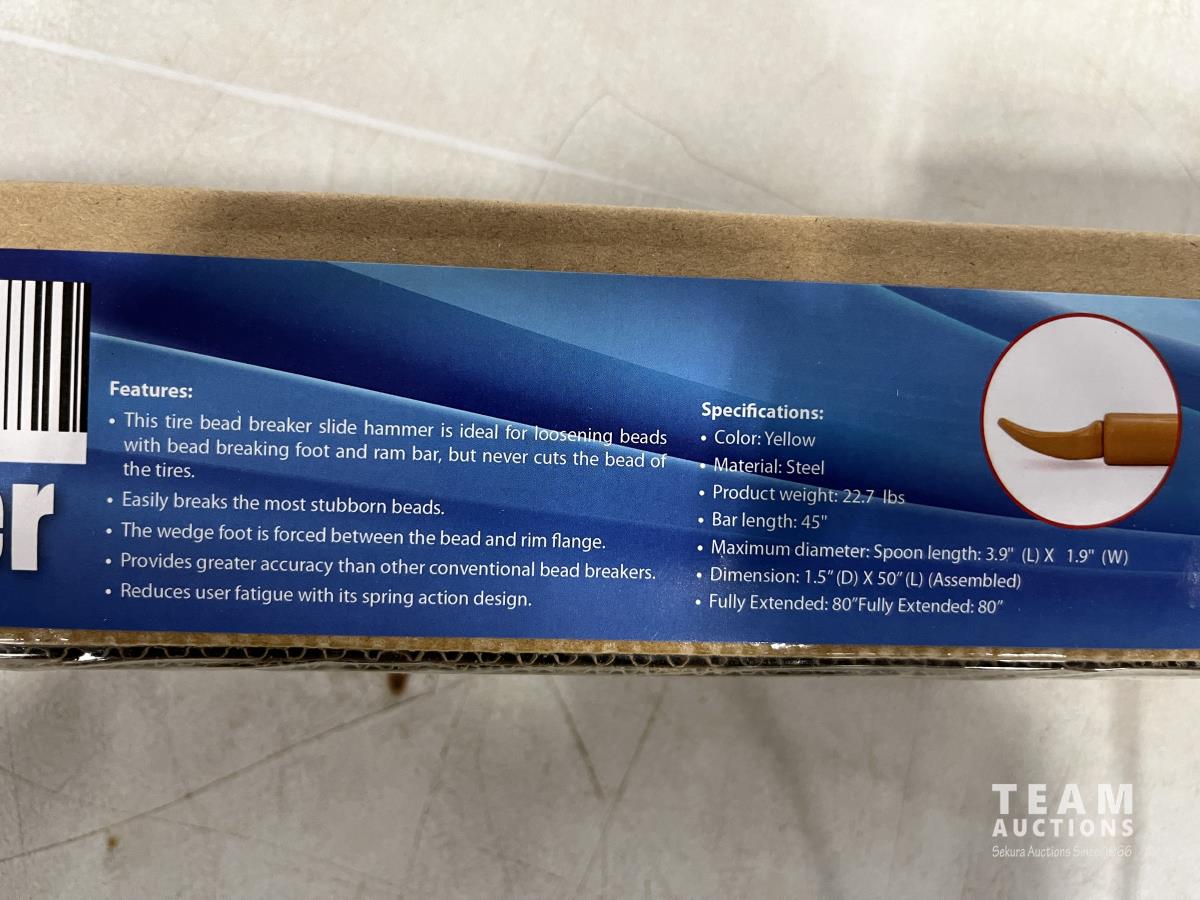 er
Features:
• This tire bead breaker slide hammer is ideal for loosening beads
with bead breaking foot and ram bar, but never cuts the bead of
the tires.
• Easily breaks the most stubborn beads.
• The wedge foot is forced between the bead and rim flange.
• Provides greater accuracy than other conventional bead breakers.
• Reduces user fatigue with its spring action design.
Specifications:
• Color: Yellow
• Material: Steel
• Product weight: 22.7 lbs
• Bar length: 45"
• Maximum diameter: Spoon length: 3.9" (L) X 1.9" (W)
• Dimension: 1.5” (D) X 50” (L) (Assembled)
• Fully Extended: 80”Fully Extended: 80”
TEAM
AUCTIONS
Sekura Auctions Since 1966